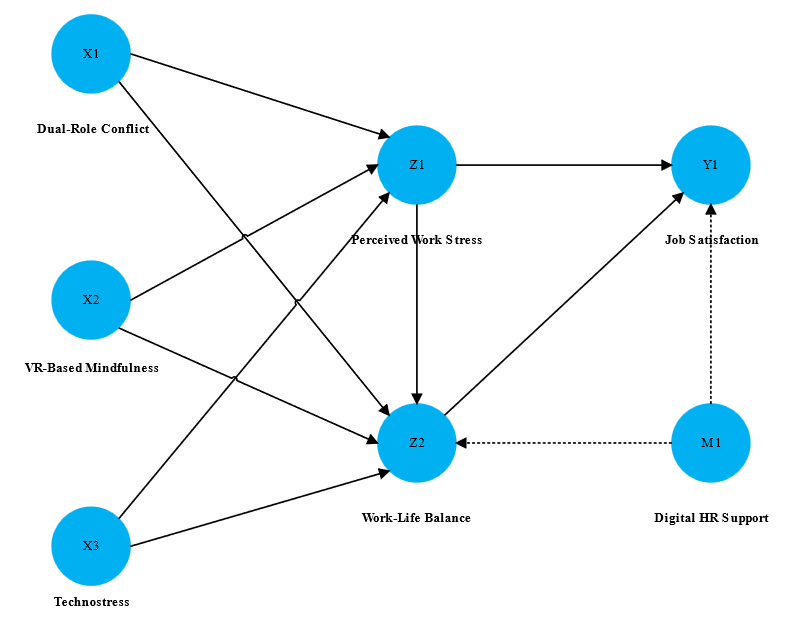 X1
Dual-Role Conflict
Z1
Perceived Work Stress
Y1
Job Satisfaction
X2
VR-Based Mindfulness
Z2
Work-Life Balance
M1
Digital HR Support
X3
Technostress